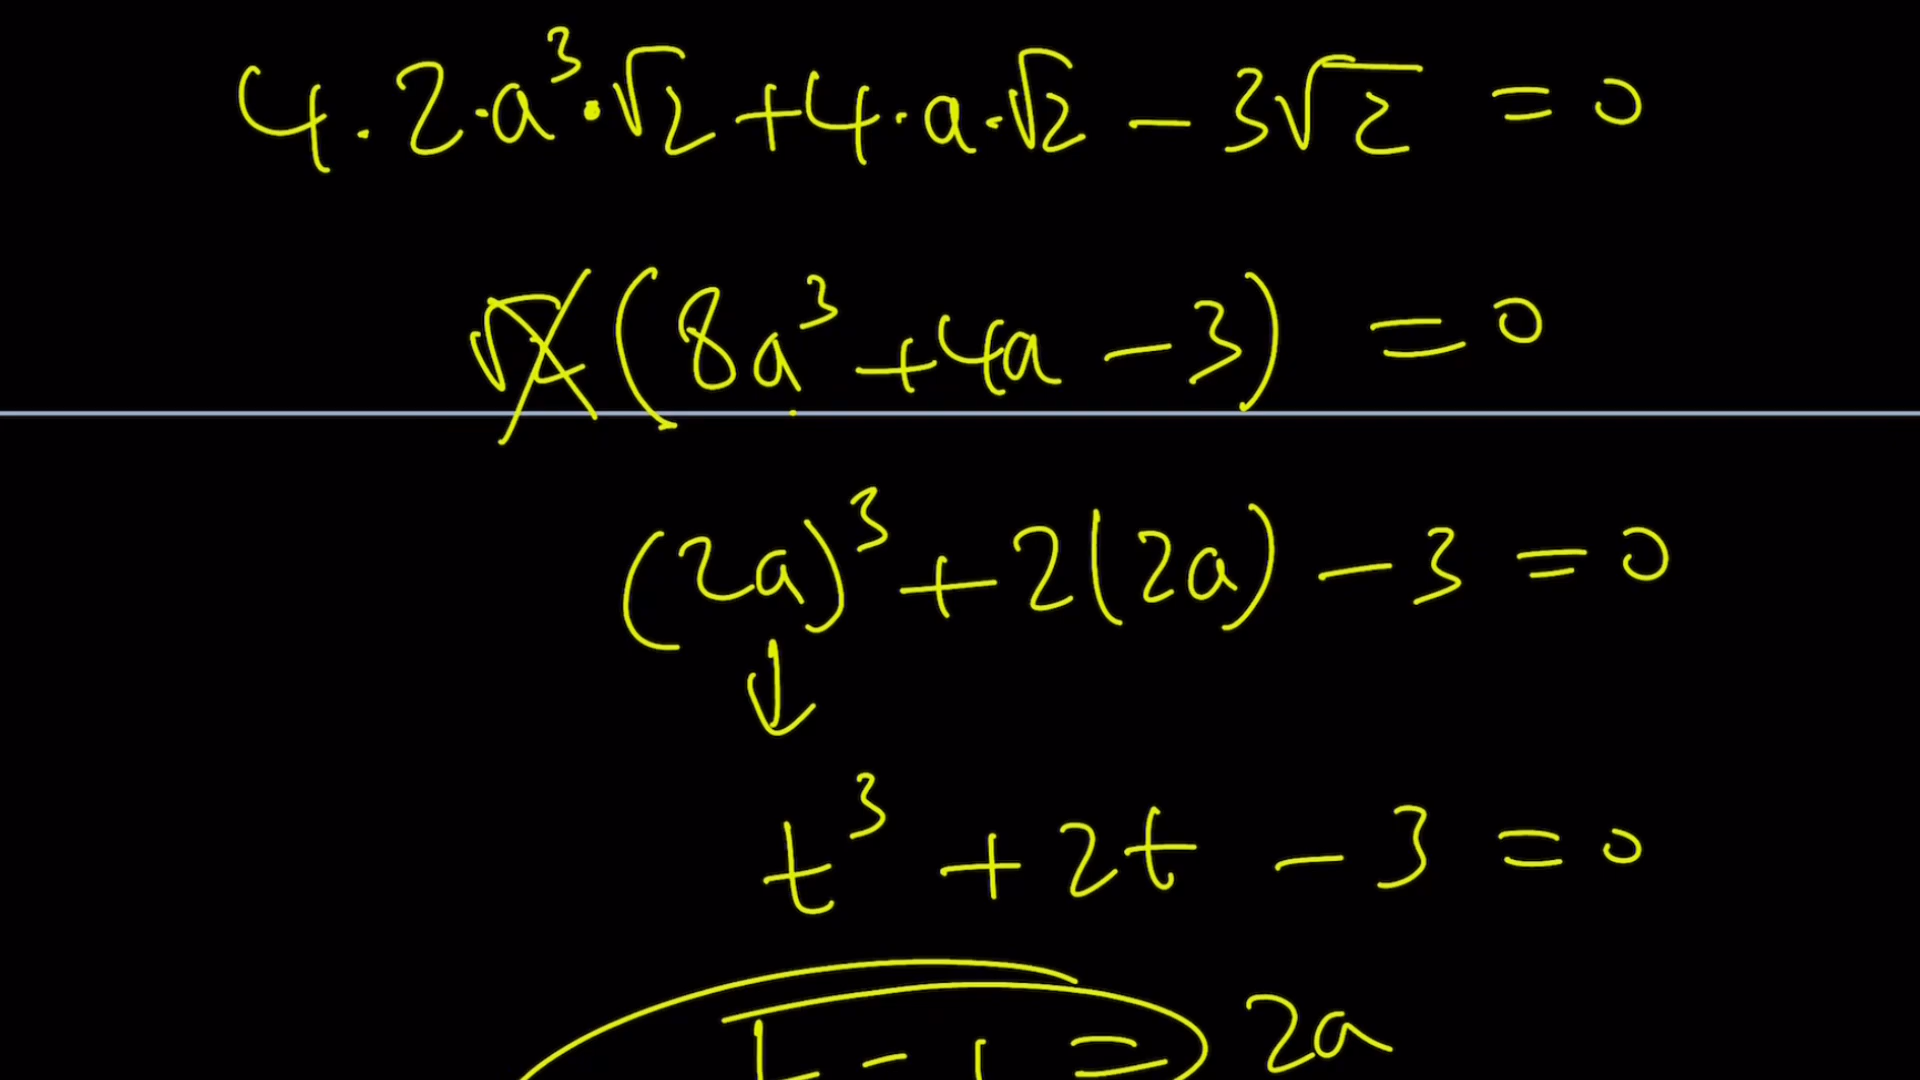 4 · 2 · a³ · √2 + 4 · a · √2 − 3√2 = 0
√2 (8a³ + 4a − 3) = 0
(2a)³ + 2(2a) − 3 = 0
↓
t³ + 2t − 3 = 0
t = 1 = 2a